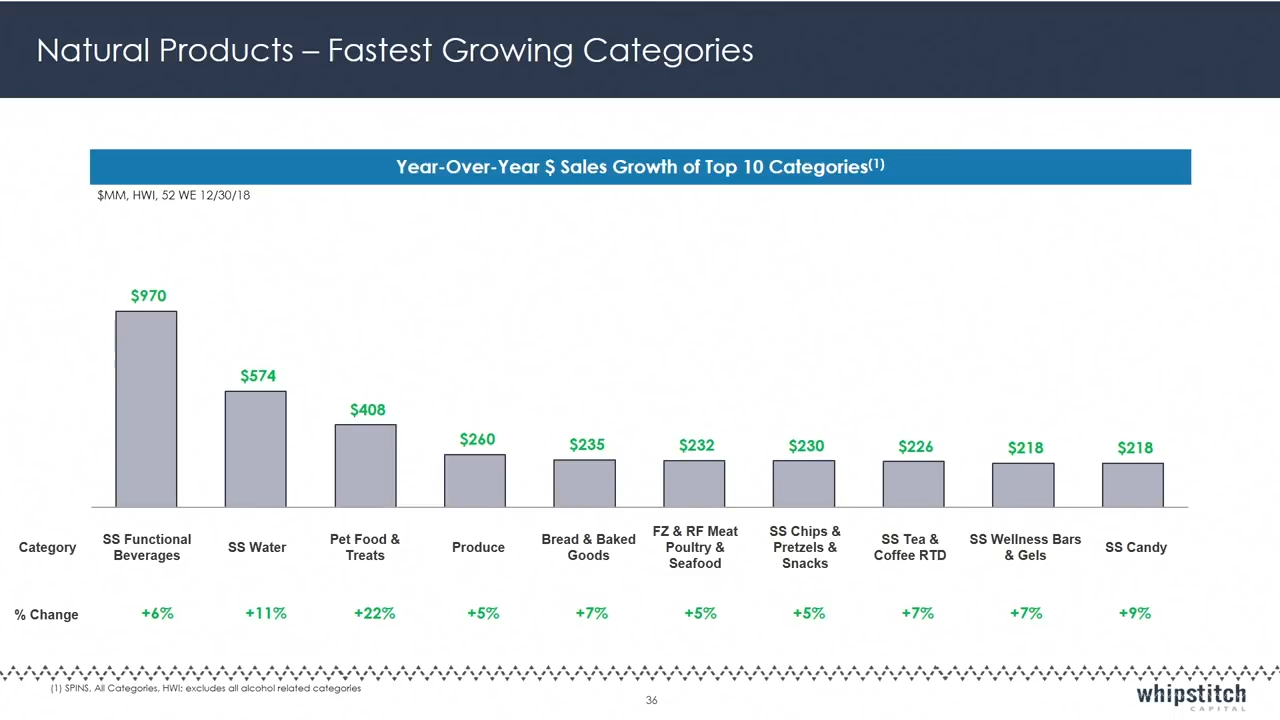 Natural Products – Fastest Growing Categories
Year-Over-Year $ Sales Growth of Top 10 Categories(1)
$MM, HWI, 52 WE 12/30/18
$970
$574
$408
$260
$235
$232
$230
$226
$218
$218
Category
SS Functional
Beverages
SS Water
Pet Food &
Treats
Produce
Bread & Baked
Goods
FZ & RF Meat
Poultry &
Seafood
SS Chips &
Pretzels &
Snacks
SS Tea &
Coffee RTD
SS Wellness Bars
& Gels
SS Candy
% Change
+6%
+11%
+22%
+5%
+7%
+5%
+5%
+7%
+7%
+9%
(1) SPINS, All Categories, HWI; excludes all alcohol related categories
36
whipstitch
CAPITAL